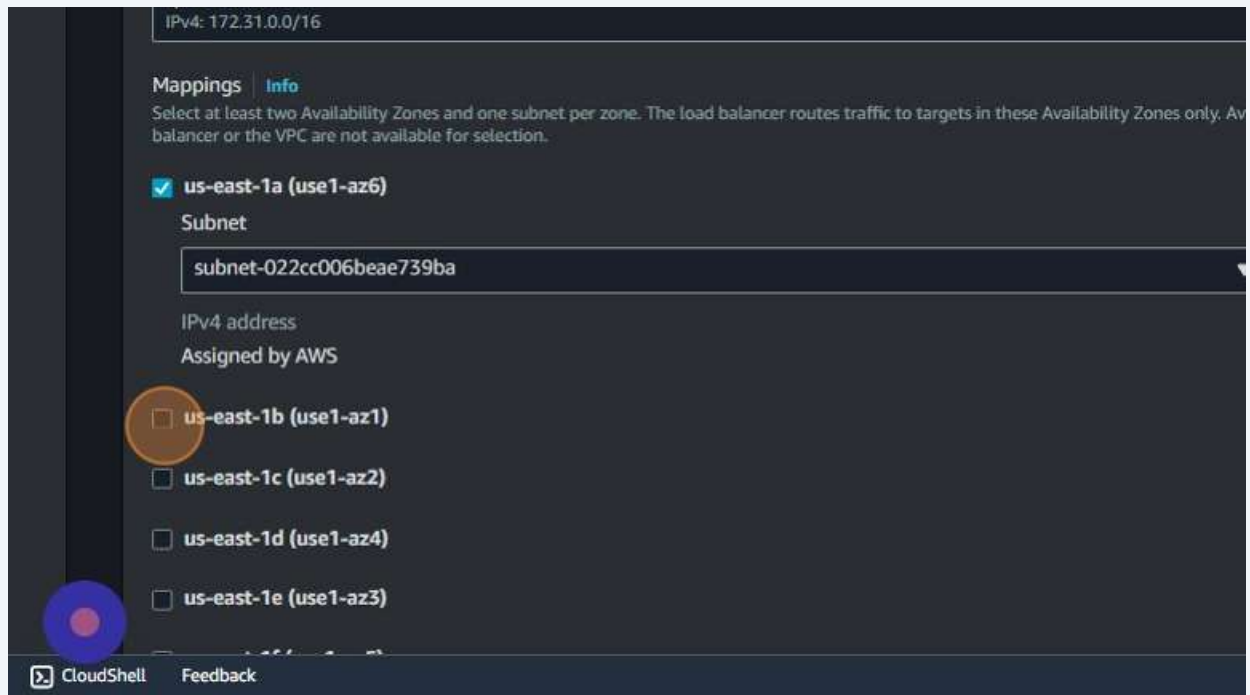 IPv4: 172.31.0.0/16
Mappings Info
Select at least two Availability Zones and one subnet per zone. The load balancer routes traffic to targets in these Availability Zones only. Av
balancer or the VPC are not available for selection.
us-east-1a (use1-az6)
Subnet
subnet-022cc006beae739ba
IPv4 address
Assigned by AWS
us-east-1b (use1-az1)
us-east-1c (use1-az2)
us-east-1d (use1-az4)
us-east-1e (use1-az3)
CloudShell Feedback